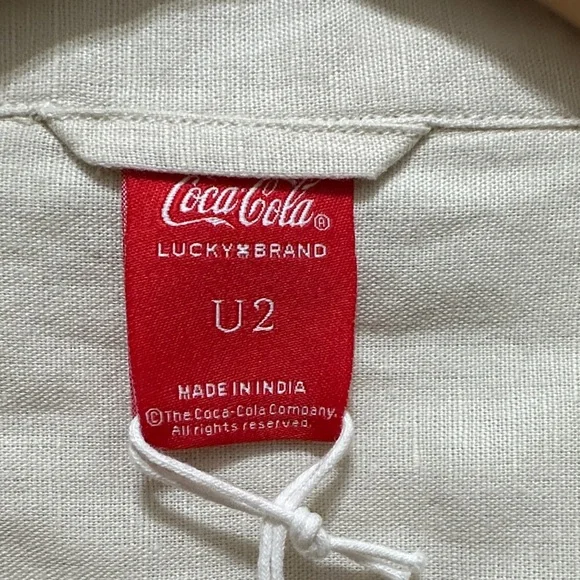 Coca-Cola®
LUCKY BRAND
U2
MADE IN INDIA
©The Coca-Cola Company.
All rights reserved.